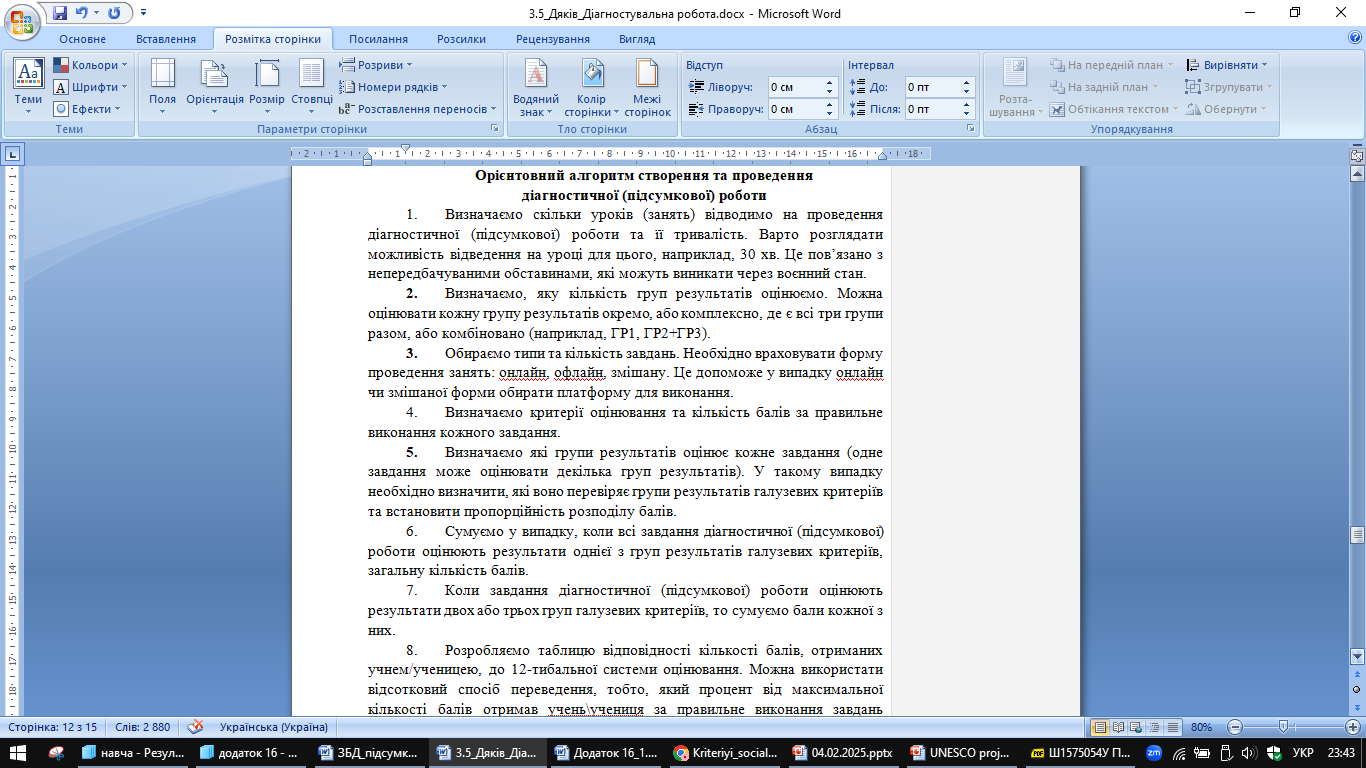 3.5_Дяків_Діагностувальна робота.docx - Microsoft Word
Основне Вставлення Розмітка сторінки Посилання Розсилки Рецензування Вигляд
Теми
Кольори
Шрифти
Ефекти
Теми
Поля
Орієнтація
Розмір
Стовпці
Розриви
Номери рядків
Розставлення переносів
Параметри сторінки
Водяний знак
Колір сторінки
Межі сторінок
Тло сторінки
Відступ
Ліворуч: 0 см
Праворуч: 0 см
Інтервал
До: 0 пт
Після: 0 пт
Абзац
Розта-шування
На передній план
На задній план
Обтікання текстом
Вирівняти
Згрупувати
Обернути
Упорядкування
Орієнтовний алгоритм створення та проведення
діагностичної (підсумкової) роботи
1. Визначаємо скільки уроків (занять) відводимо на проведення
діагностичної (підсумкової) роботи та її тривалість. Варто розглядати
можливість відведення на уроці для цього, наприклад, 30 хв. Це пов’язано з
непередбачуваними обставинами, які можуть виникати через воєнний стан.
2. Визначаємо, яку кількість груп результатів оцінюємо. Можна
оцінювати кожну групу результатів окремо, або комплексно, де є всі три групи
разом, або комбіновано (наприклад, ГР1, ГР2+ГР3).
3. Обираємо типи та кількість завдань. Необхідно враховувати форму
проведення занять: онлайн, офлайн, змішану. Це допоможе у випадку онлайн
чи змішаної форми обирати платформу для виконання.
4. Визначаємо критерії оцінювання та кількість балів за правильне
виконання кожного завдання.
5. Визначаємо які групи результатів оцінює кожне завдання (одне
завдання може оцінювати декілька груп результатів). У такому випадку
необхідно визначити, які воно перевіряє групи результатів галузевих критеріїв
та встановити пропорційність розподілу балів.
6. Сумуємо у випадку, коли всі завдання діагностичної (підсумкової)
роботи оцінюють результати однієї з груп результатів галузевих критеріїв,
загальну кількість балів.
7. Коли завдання діагностичної (підсумкової) роботи оцінюють
результати двох або трьох груп галузевих критеріїв, то сумуємо бали кожної з
них.
8. Розробляємо таблицю відповідності кількості балів, отриманих
учнем/ученицею, до 12-тибальної системи оцінювання. Можна використати
відсотковий спосіб переведення, тобто, який процент від максимальної
кількості балів отримав учень\учениця за правильне виконання завдань
Сторінка: 12 з 15 Слів: 2 880 Українська (Україна) 80%
навча - Резул... додаток 16 - ... ЗБД_підсумк... 3.5_Дяків_Діа... Додаток 16_1.... Kriteriyi_social... 04.02.2025.pptx UNESCO proj... Ш1575054У П... zm УКР 23:43